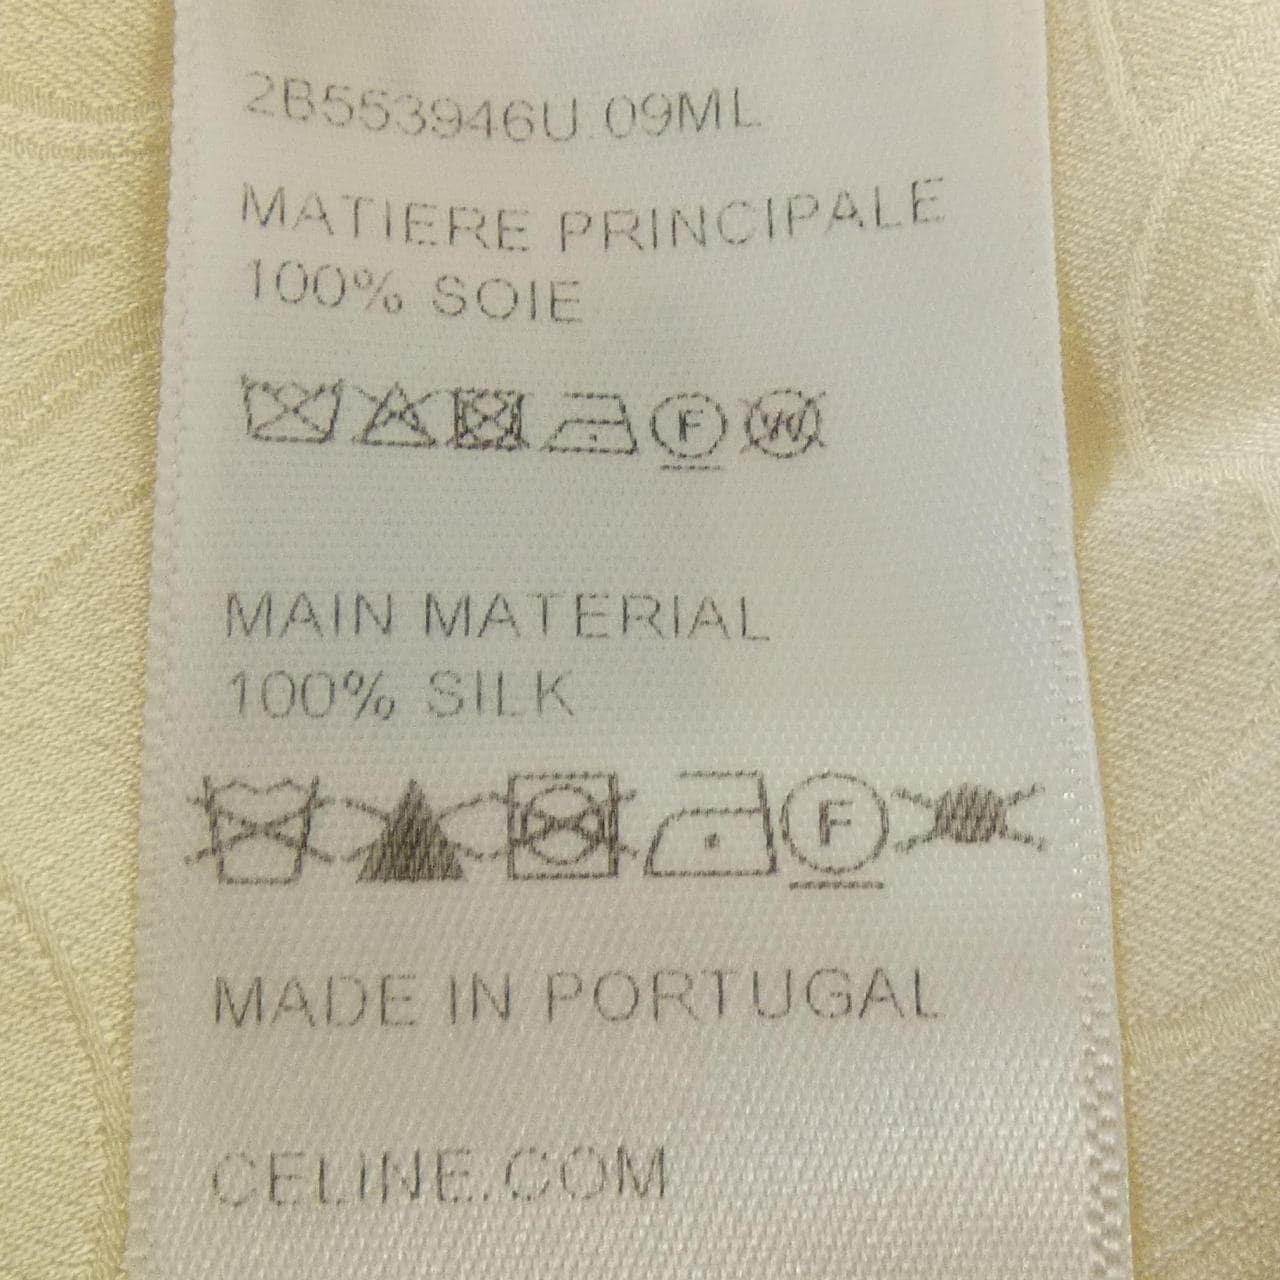 2B553946U.09ML
MATIERE PRINCIPALE
100% SOIE
F W
MAIN MATERIAL
100% SILK
F
MADE IN PORTUGAL
CELINE.COM